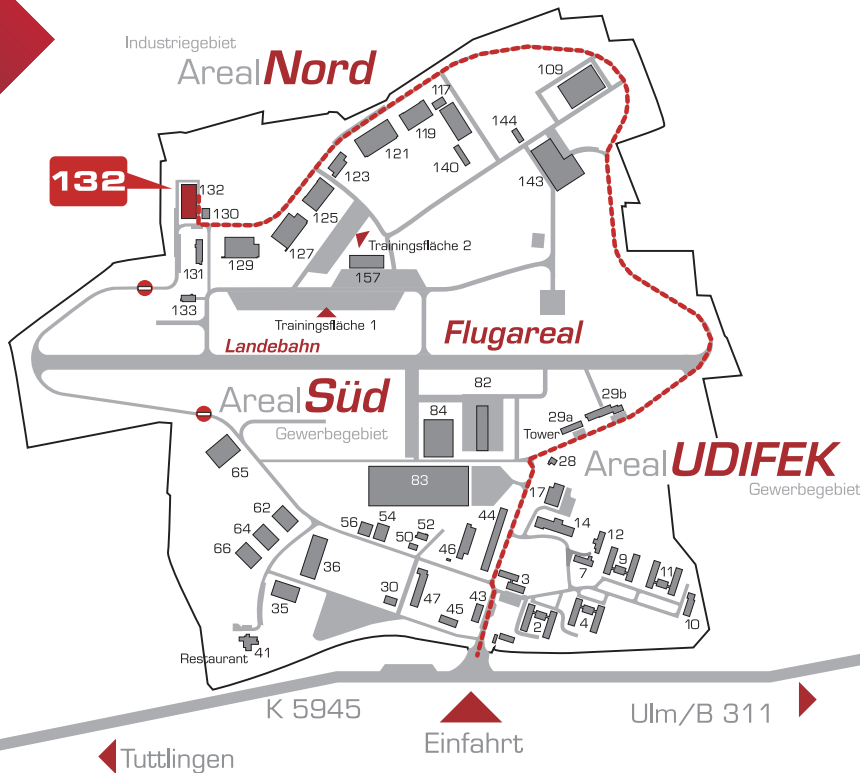 Industriegebiet
Areal Nord
109
117
144
119
121
140
143
123
132
132
130
125
127
Trainingsfläche 2
131
129
157
133
Trainingsfläche 1
Landebahn
Flugareal
Areal Süd
Gewerbegebiet
82
84
29a
29b
Tower
28
Areal UDIFEK
Gewerbegebiet
65
83
17
62
64
66
56
54
52
50
44
46
14
12
7
9
11
36
35
30
47
45
43
3
2
4
10
41
Restaurant
K 5945
Ulm/B 311
Einfahrt
Tuttlingen